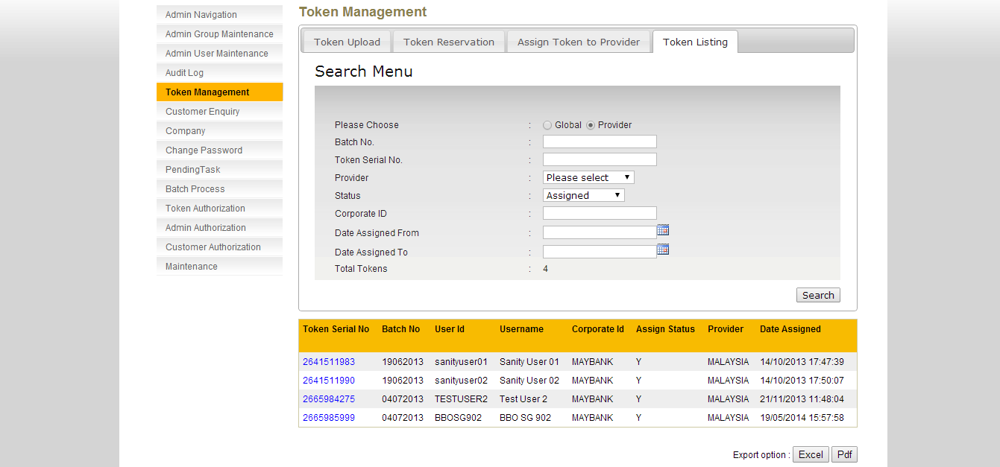 Admin Navigation
Admin Group Maintenance
Admin User Maintenance
Audit Log
Token Management
Customer Enquiry
Company
Change Password
PendingTask
Batch Process
Token Authorization
Admin Authorization
Customer Authorization
Maintenance
Token Management
Token Upload Token Reservation Assign Token to Provider Token Listing
Search Menu
Please Choose : Global Provider
Batch No. :
Token Serial No. :
Provider : Please select
Status : Assigned
Corporate ID :
Date Assigned From :
Date Assigned To :
Total Tokens : 4
Search
Token Serial No Batch No User Id Username Corporate Id Assign Status Provider Date Assigned
2641511983 19062013 sanityuser01 Sanity User 01 MAYBANK Y MALAYSIA 14/10/2013 17:47:39
2641511990 19062013 sanityuser02 Sanity User 02 MAYBANK Y MALAYSIA 14/10/2013 17:50:07
2665984275 04072013 TESTUSER2 Test User 2 MAYBANK Y MALAYSIA 21/11/2013 11:48:04
2665985999 04072013 BBOSG902 BBO SG 902 MAYBANK Y MALAYSIA 19/05/2014 15:57:58
Export option : Excel Pdf